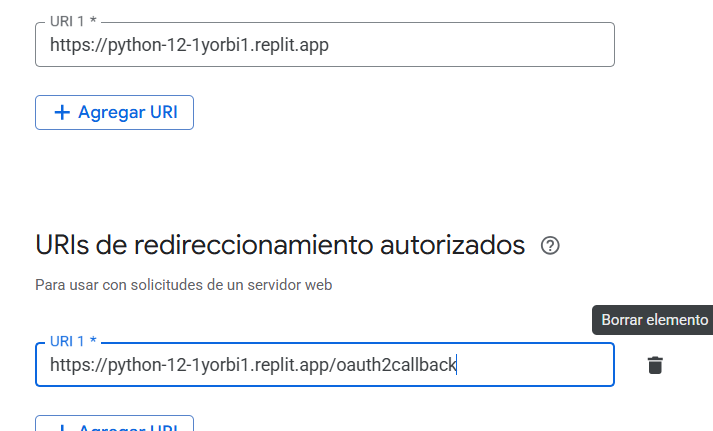 URI 1 *
https://python-12-1yorbi1.replit.app
+ Agregar URI
URIs de redireccionamiento autorizados
Para usar con solicitudes de un servidor web
Borrar elemento
URI 1 *
https://python-12-1yorbi1.replit.app/oauth2callback
+ Agregar URI